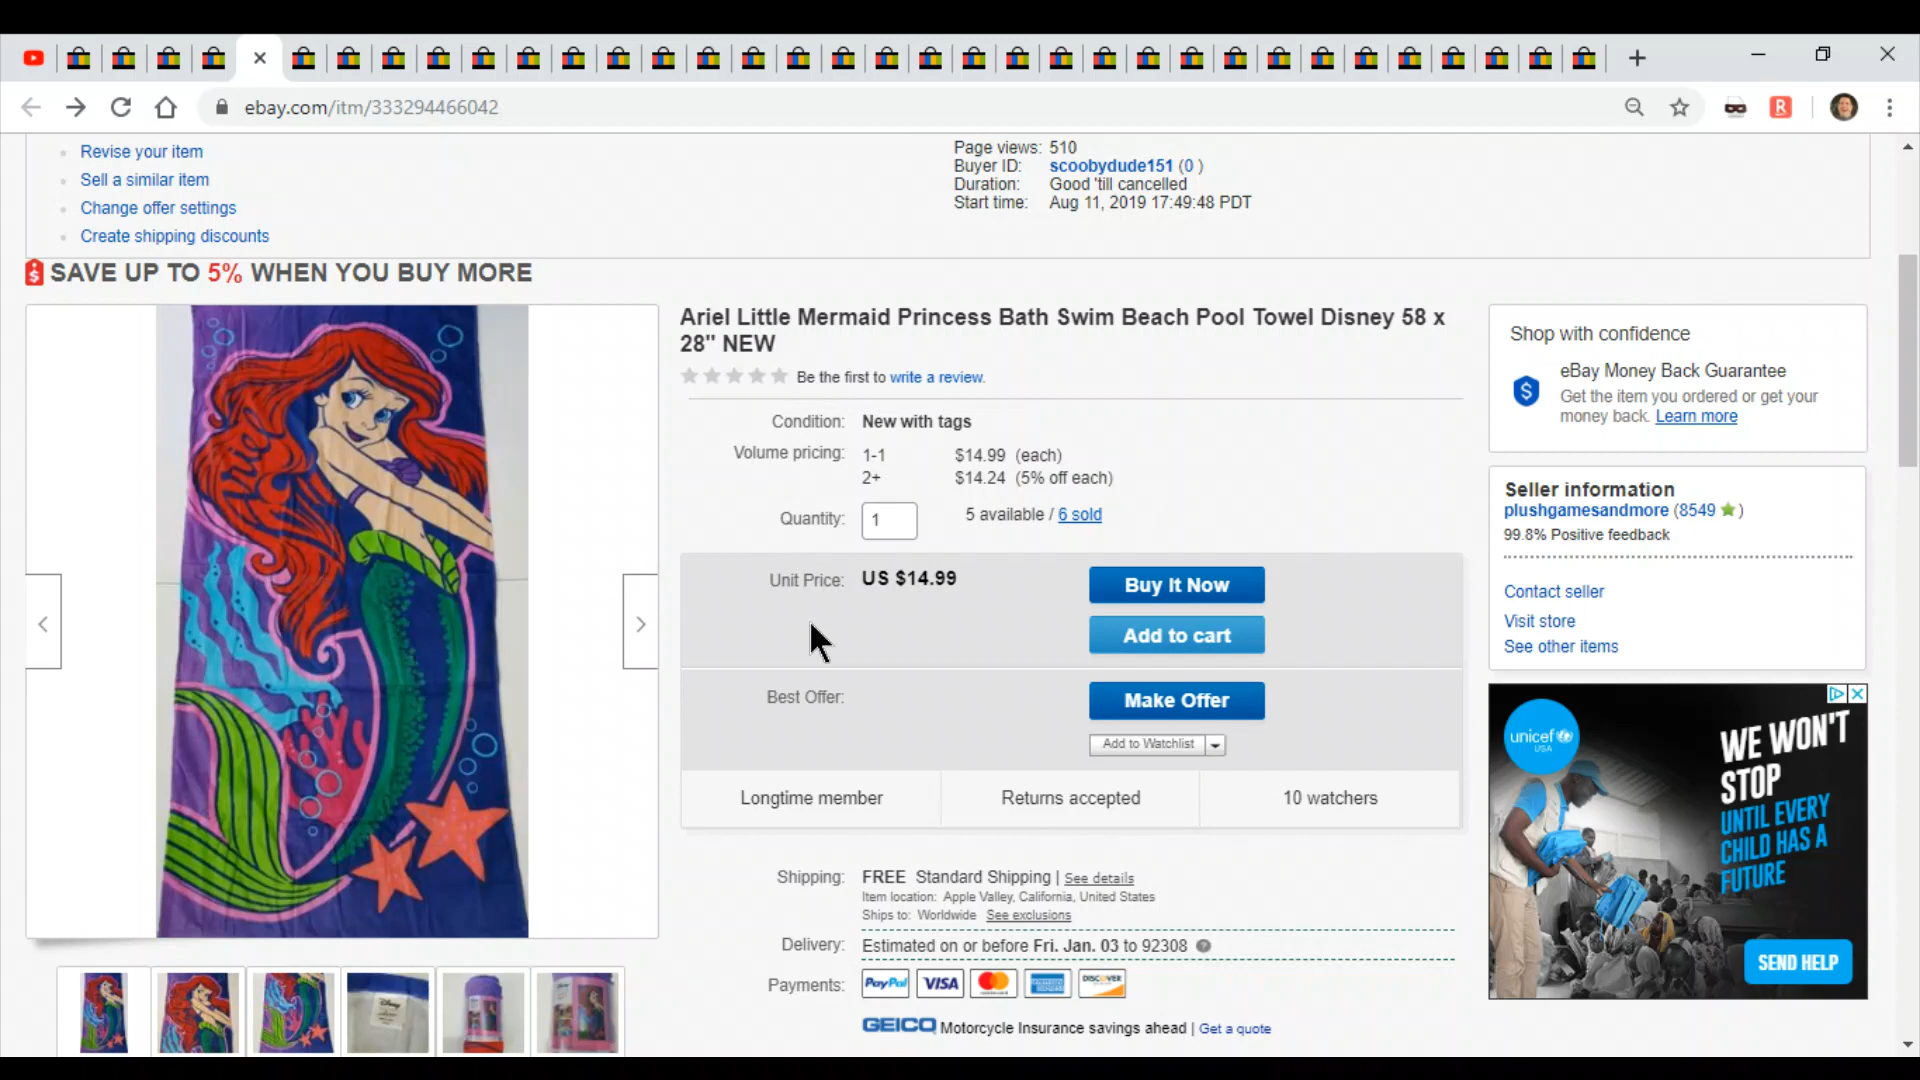 ebay.com/itm/333294466042
R
Revise your item
Sell a similar item
Change offer settings
Create shipping discounts
Page views: 510
Buyer ID: scoobydude151 (0 )
Duration: Good 'till cancelled
Start time: Aug 11, 2019 17:49:48 PDT
$ SAVE UP TO 5% WHEN YOU BUY MORE
Ariel Little Mermaid Princess Bath Swim Beach Pool Towel Disney 58 x
28" NEW
Be the first to write a review.
Condition: New with tags
Volume pricing: 1-1 $14.99 (each)
2+ $14.24 (5% off each)
Quantity: 1 5 available / 6 sold
Unit Price: US $14.99
Buy It Now
Add to cart
Best Offer:
Make Offer
Add to Watchlist
Longtime member Returns accepted 10 watchers
Shipping: FREE Standard Shipping | See details
Item location: Apple Valley, California, United States
Ships to: Worldwide See exclusions
Delivery: Estimated on or before Fri. Jan. 03 to 92308
Payments: PayPal VISA MasterCard DISCOVER
GEICO Motorcycle Insurance savings ahead | Get a quote
Shop with confidence
$ eBay Money Back Guarantee
Get the item you ordered or get your
money back. Learn more
Seller information
plushgamesandmore (8549 )
99.8% Positive feedback
Contact seller
Visit store
See other items
unicef
USA
WE WON'T
STOP
UNTIL EVERY
CHILD HAS A
FUTURE
SEND HELP
Ariel
Disney